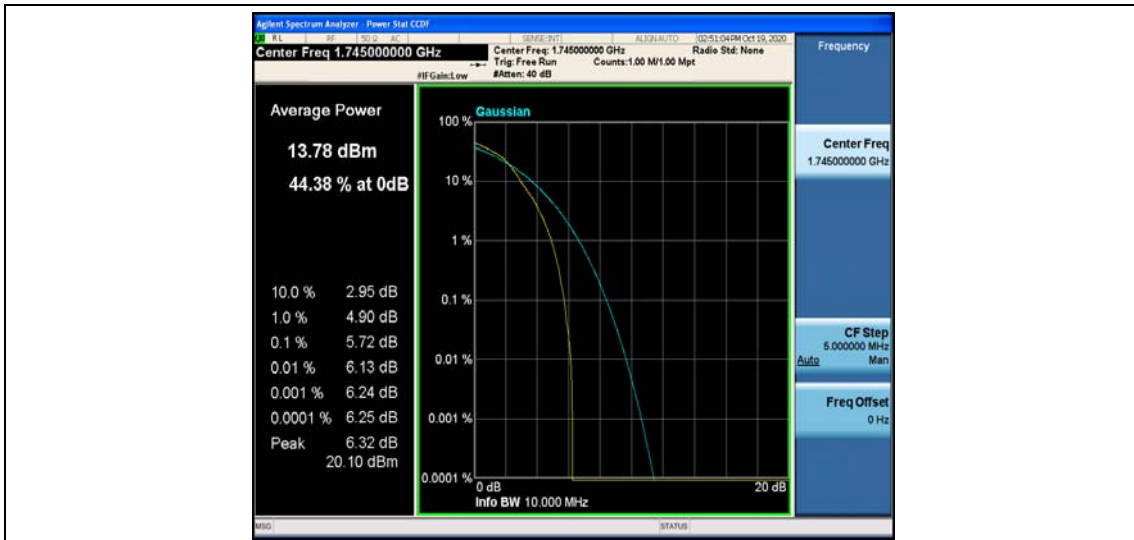 Agilent Spectrum Analyzer - Power Stat CCDF
RL RF 50 Ω AC SENSE:INT ALIGN AUTO 02:51:04 PM Oct 19, 2020
Center Freq 1.745000000 GHz
Center Freq: 1.745000000 GHz Radio Std: None
Trig: Free Run Counts:1.00 M/1.00 Mpt
#IFGain:Low #Atten: 40 dB
Frequency
Average Power
13.78 dBm
44.38 % at 0dB
10.0 % 2.95 dB
1.0 % 4.90 dB
0.1 % 5.72 dB
0.01 % 6.13 dB
0.001 % 6.24 dB
0.0001 % 6.25 dB
Peak 6.32 dB
20.10 dBm
Gaussian
100 %
10 %
1 %
0.1 %
0.01 %
0.001 %
0.0001 %
0 dB 20 dB
Info BW 10.000 MHz
Center Freq
1.745000000 GHz
CF Step
5.000000 MHz
Auto Man
Freq Offset
0 Hz
MSG STATUS